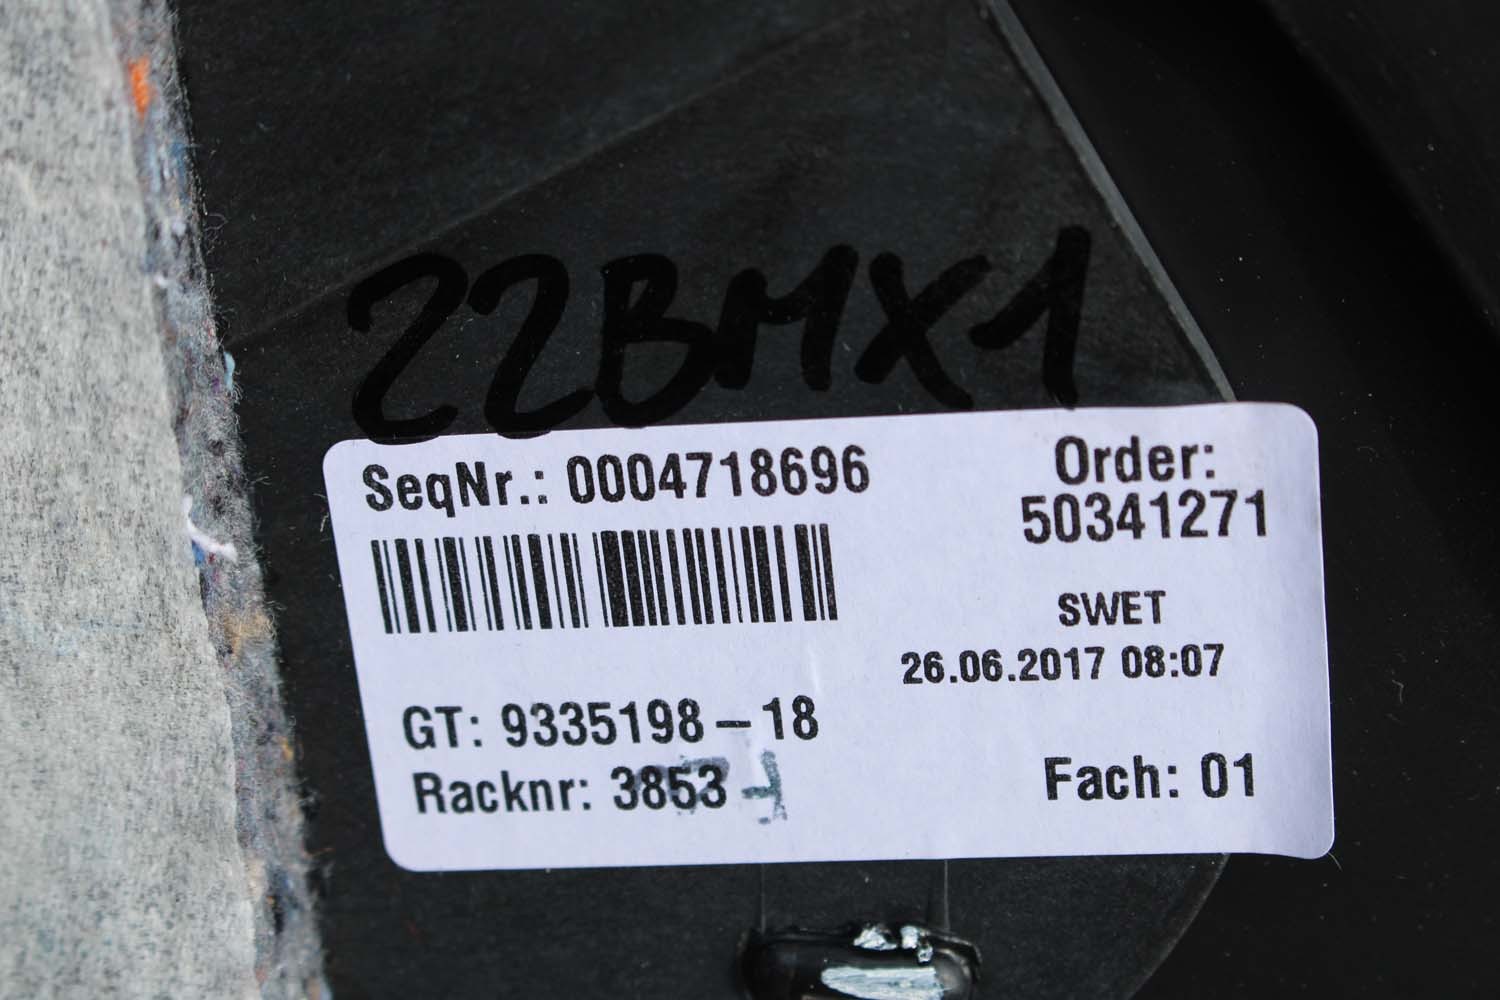 22BMX1
SeqNr.: 0004718696
Order:
50341271
SWET
26.06.2017 08:07
GT: 9335198-18
Racknr: 3853
Fach: 01